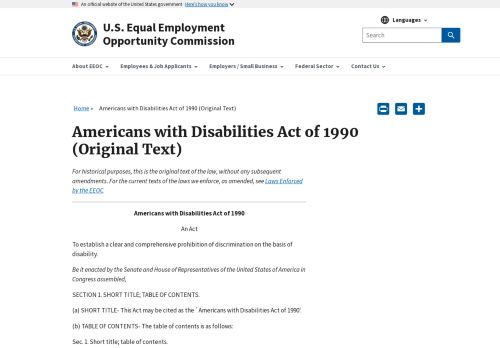 An official website of the United States government Here's how you know
U.S. Equal Employment
Opportunity Commission
Languages
Search
About EEOC
Employees & Job Applicants
Employers / Small Business
Federal Sector
Contact Us
Home » Americans with Disabilities Act of 1990 (Original Text)
Americans with Disabilities Act of 1990
(Original Text)
For historical purposes, this is the original text of the law, without any subsequent
amendments. For the current texts of the laws we enforce, as amended, see Laws Enforced
by the EEOC
Americans with Disabilities Act of 1990
An Act
To establish a clear and comprehensive prohibition of discrimination on the basis of
disability.
Be it enacted by the Senate and House of Representatives of the United States of America in
Congress assembled,
SECTION 1. SHORT TITLE; TABLE OF CONTENTS.
(a) SHORT TITLE- This Act may be cited as the `Americans with Disabilities Act of 1990'.
(b) TABLE OF CONTENTS- The table of contents is as follows:
Sec. 1. Short title; table of contents.